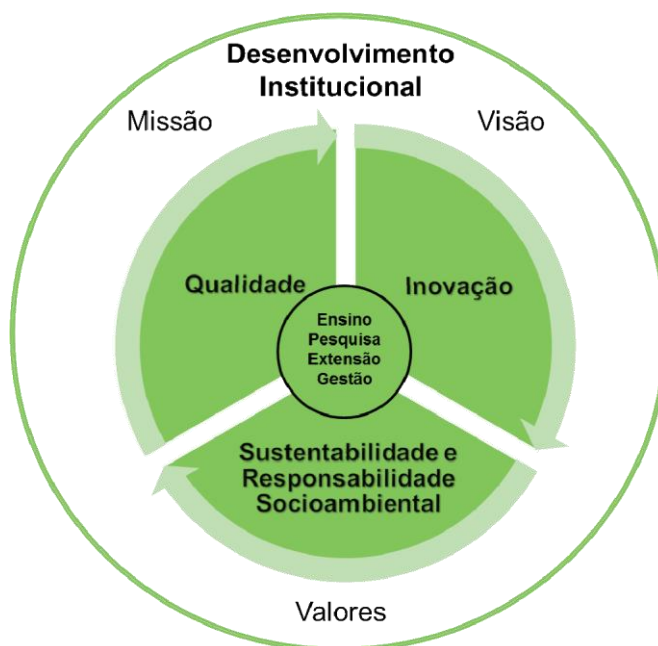 Desenvolvimento
Institucional
Missão
Visão
Qualidade
Inovação
Ensino
Pesquisa
Extensão
Gestão
Sustentabilidade e
Responsabilidade
Socioambiental
Valores